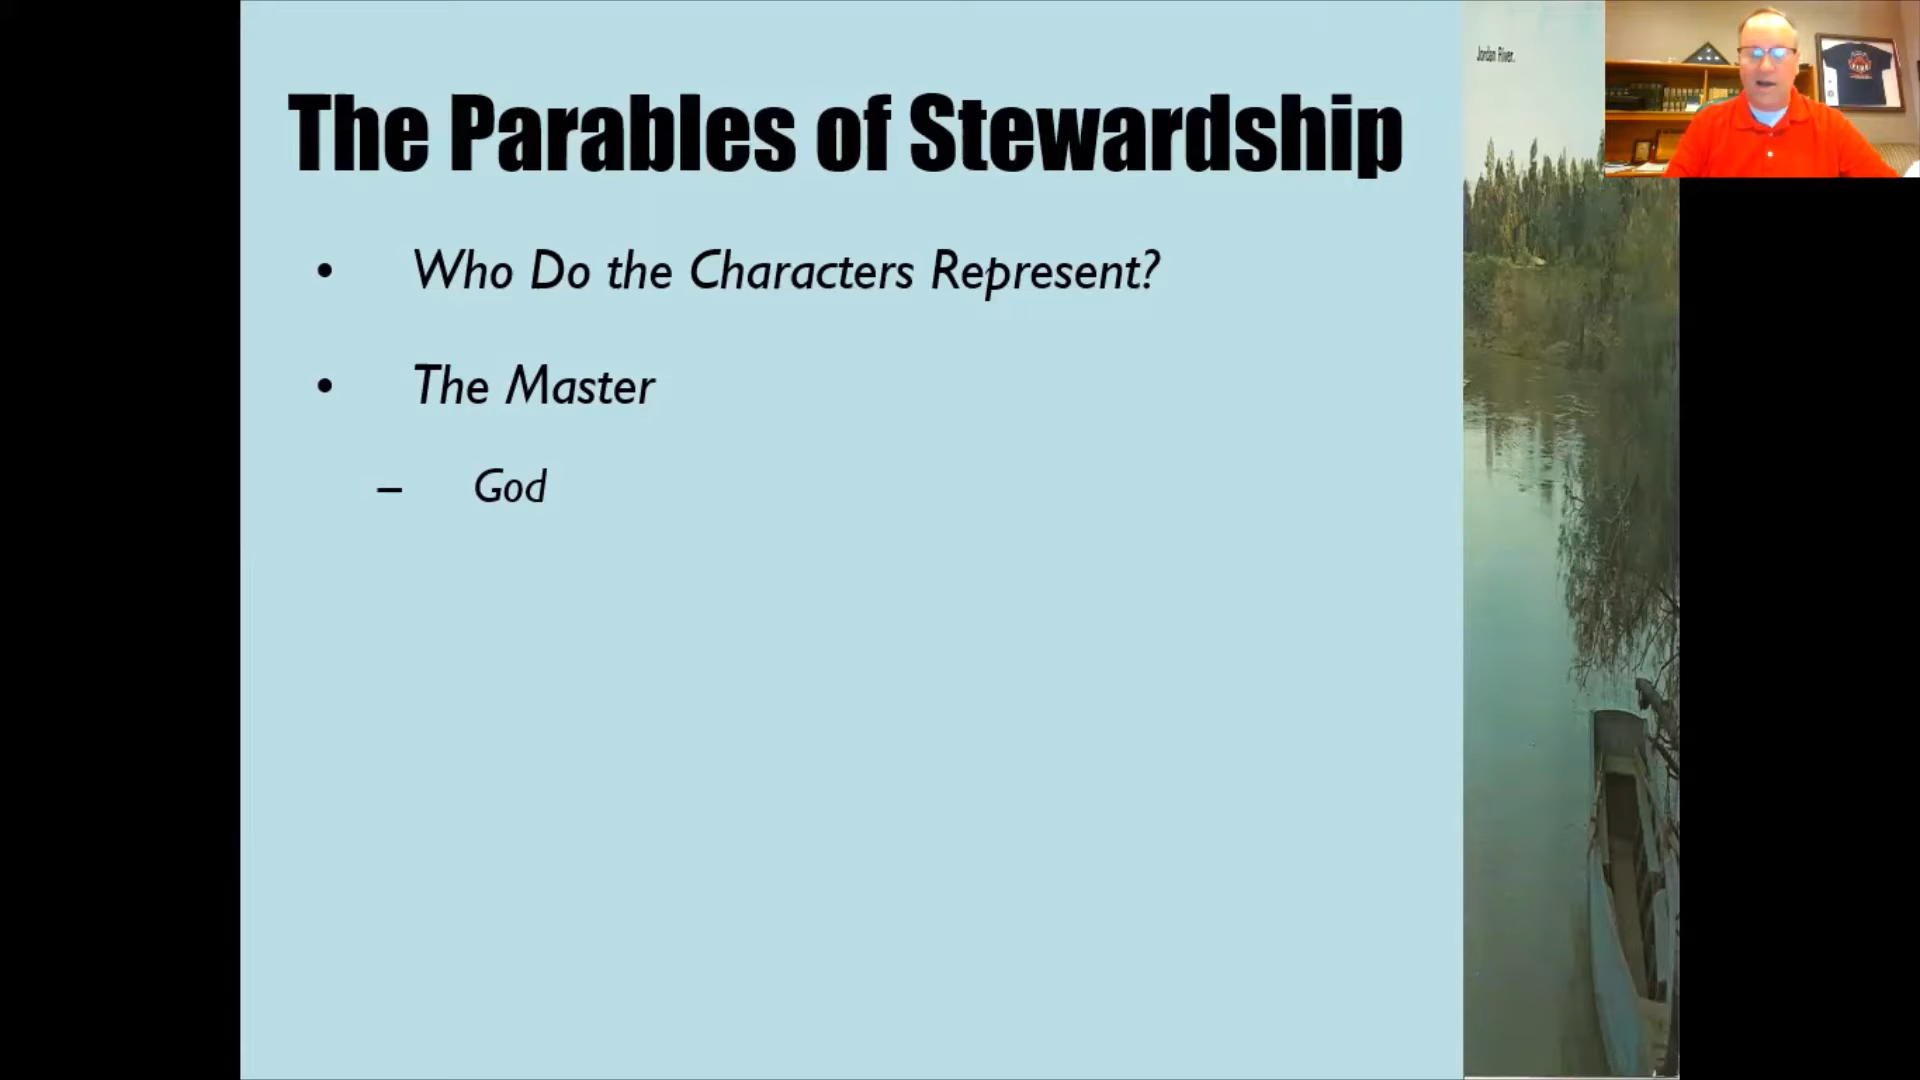 The Parables of Stewardship
Jordan River.
• Who Do the Characters Represent?
• The Master
– God